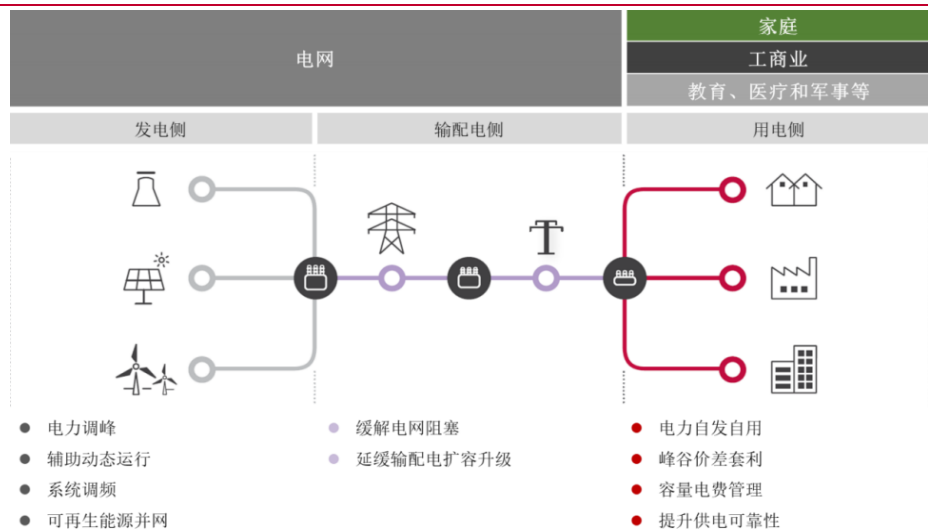 电网
家庭
工商业
教育、医疗和军事等
发电侧
输配电侧
用电侧
电力调峰
辅助动态运行
系统调频
可再生能源并网
缓解电网阻塞
延缓输配电扩容升级
电力自发自用
峰谷价差套利
容量电费管理
提升供电可靠性